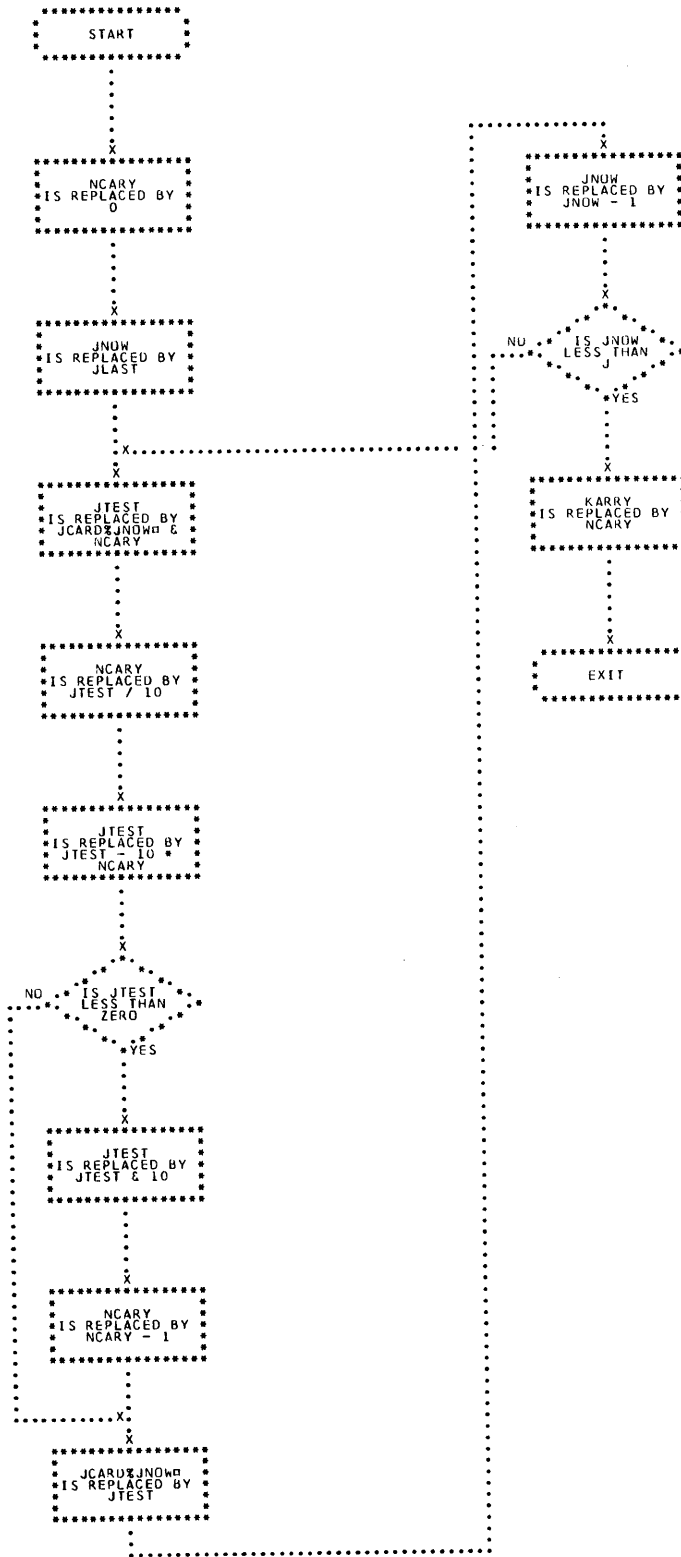 START
NCARY
IS REPLACED BY
0
JNOW
IS REPLACED BY
JLAST
JTEST
IS REPLACED BY
JCARD%JNOW¤ &
NCARY
NCARY
IS REPLACED BY
JTEST / 10
JTEST
IS REPLACED BY
JTEST - 10 *
NCARY
NO
IS JTEST
LESS THAN
ZERO
YES
JTEST
IS REPLACED BY
JTEST & 10
NCARY
IS REPLACED BY
NCARY - 1
JCARD%JNOW¤
IS REPLACED BY
JTEST
JNOW
IS REPLACED BY
JNOW - 1
NO
IS JNOW
LESS THAN
J
YES
KARRY
IS REPLACED BY
NCARY
EXIT